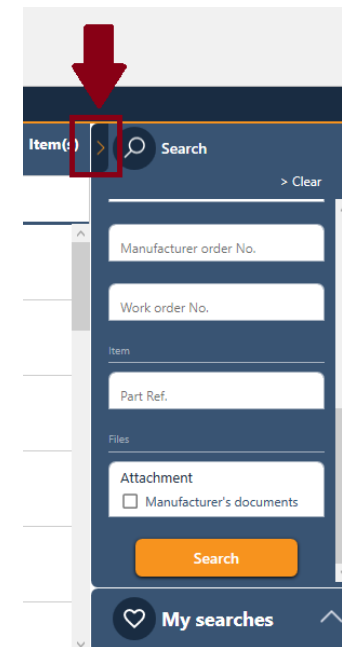 Item(s)
Search
> Clear
Manufacturer order No.
Work order No.
Item
Part Ref.
Files
Attachment
Manufacturer's documents
Search
My searches